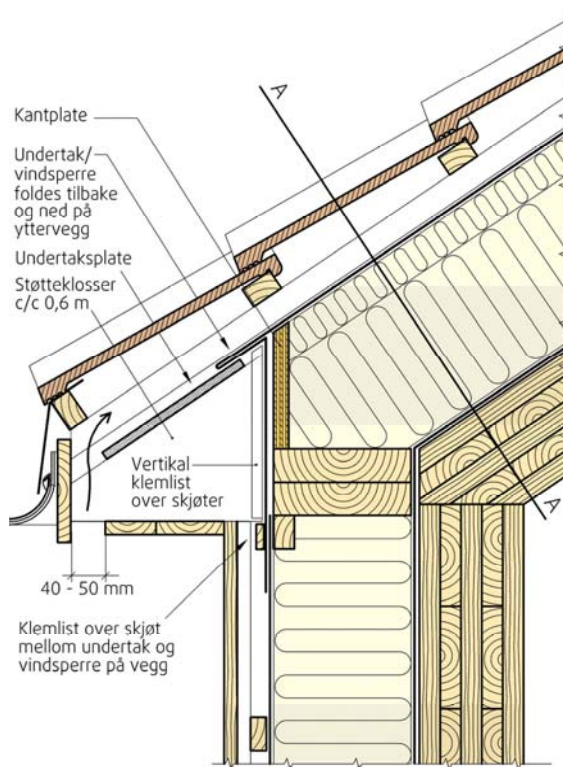 A
Kantplate
Undertak/
vindsperre
foldes tilbake
og ned på
yttervegg
Undertaksplate
Støtteklosser
c/c 0,6 m
Vertikal
klemlist
over skjøter
A
40 - 50 mm
Klemlist over skjøt
mellom undertak og
vindsperre på vegg